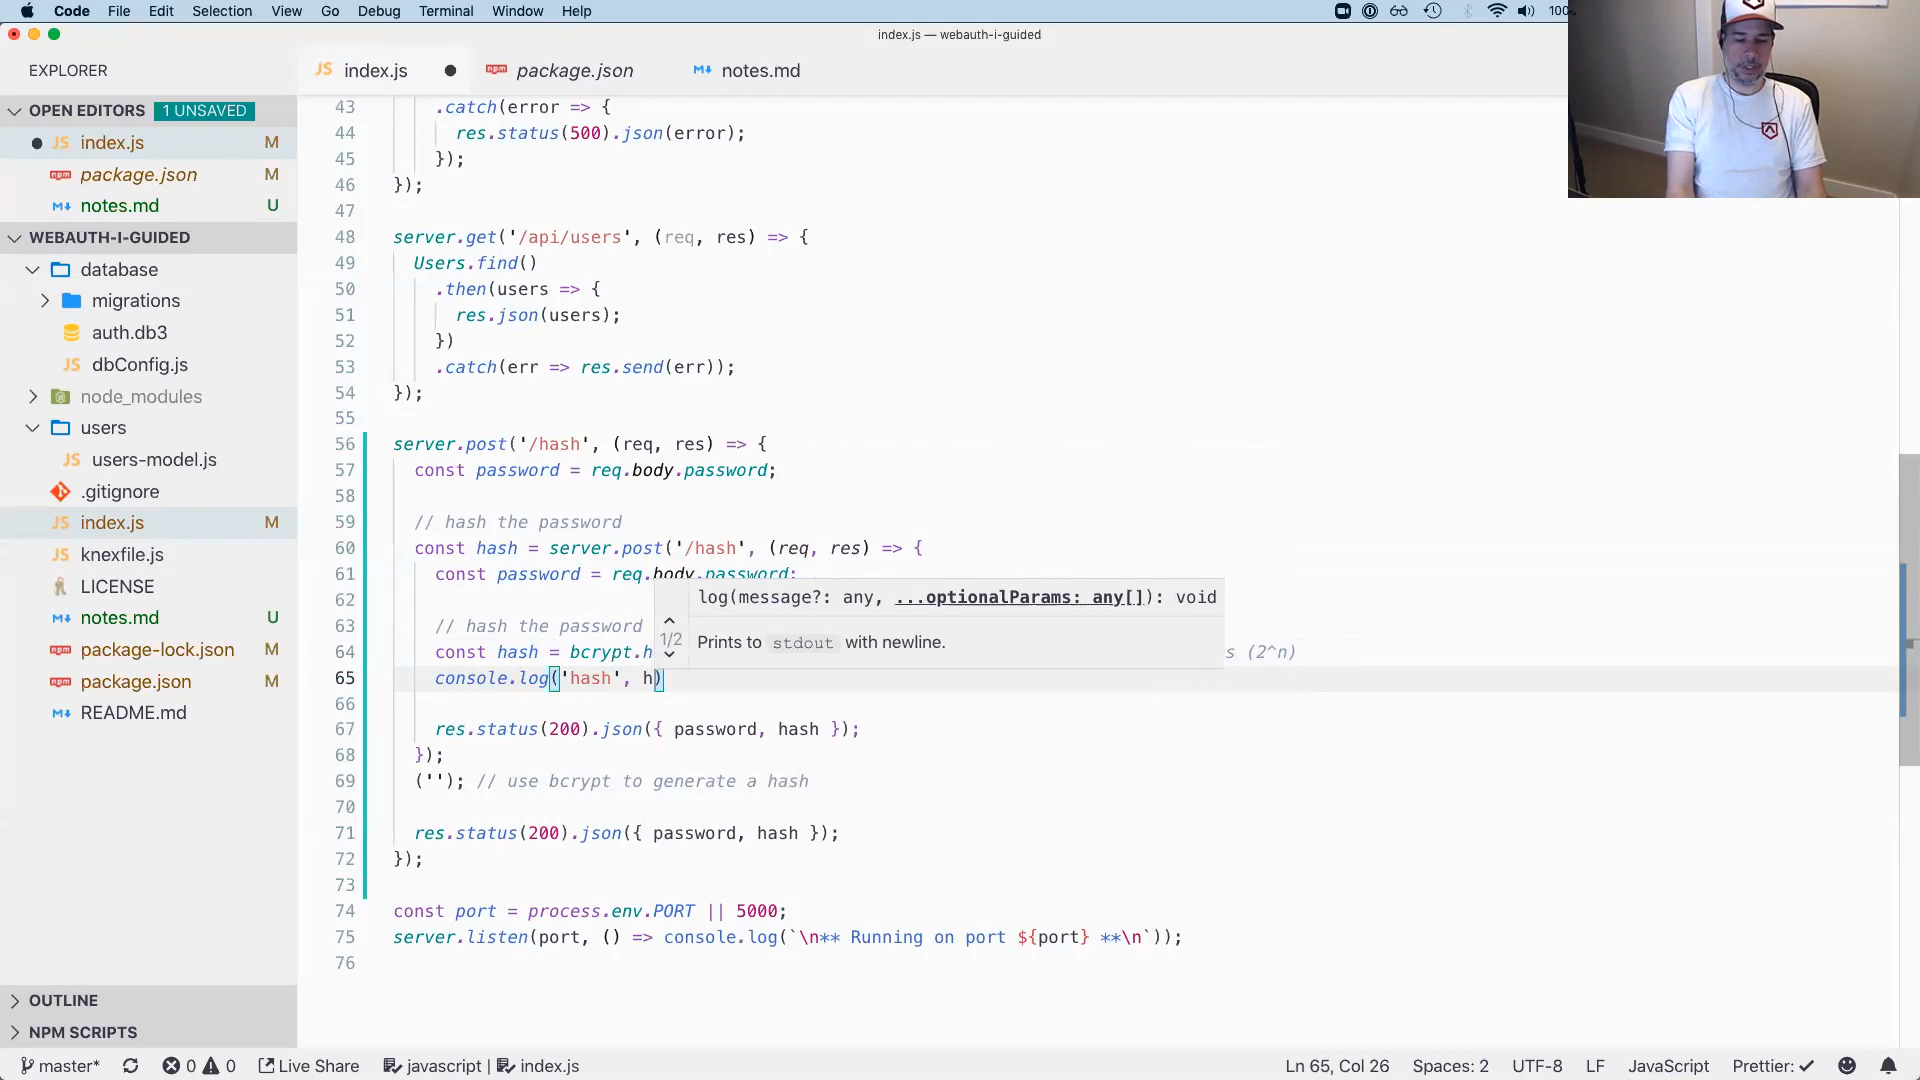 Code File Edit Selection View Go Debug Terminal Window Help
index.js — webauth-i-guided
EXPLORER
JS index.js
npm package.json
notes.md
OPEN EDITORS 1 UNSAVED
JS index.js M
npm package.json M
notes.md U
WEBAUTH-I-GUIDED
database
migrations
auth.db3
JS dbConfig.js
node_modules
users
JS users-model.js
.gitignore
JS index.js M
JS knexfile.js
LICENSE
notes.md U
npm package-lock.json M
npm package.json M
README.md
OUTLINE
NPM SCRIPTS
43 .catch(error => {
44 res.status(500).json(error);
45 });
46 });
47
48 server.get('/api/users', (req, res) => {
49 Users.find()
50 .then(users => {
51 res.json(users);
52 })
53 .catch(err => res.send(err));
54 });
55
56 server.post('/hash', (req, res) => {
57 const password = req.body.password;
58
59 // hash the password
60 const hash = server.post('/hash', (req, res) => {
61 const password = req.body.password;
62
63 // hash the password
64 const hash = bcrypt.h s (2^n)
65 console.log('hash', h)
66
67 res.status(200).json({ password, hash });
68 });
69 (''); // use bcrypt to generate a hash
70
71 res.status(200).json({ password, hash });
72 });
73
74 const port = process.env.PORT || 5000;
75 server.listen(port, () => console.log(`\n** Running on port ${port} **\n`));
76
log(message?: any, ...optionalParams: any[]): void
1/2
Prints to stdout with newline.
master* 0 0 Live Share javascript | index.js Ln 65, Col 26 Spaces: 2 UTF-8 LF JavaScript Prettier: ✓